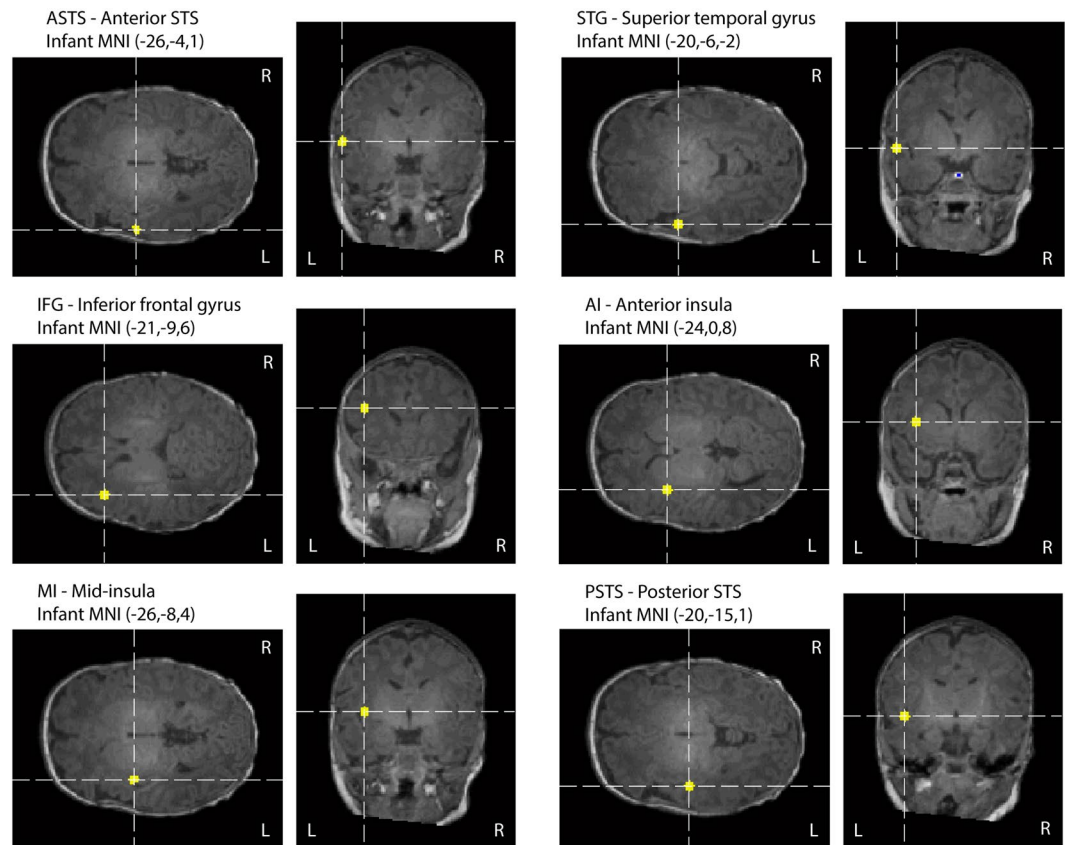 ASTS - Anterior STS
Infant MNI (-26,-4,1)
R
L
L
R
STG - Superior temporal gyrus
Infant MNI (-20,-6,-2)
R
L
L
R
IFG - Inferior frontal gyrus
Infant MNI (-21,-9,6)
R
L
L
R
AI - Anterior insula
Infant MNI (-24,0,8)
R
L
L
R
MI - Mid-insula
Infant MNI (-26,-8,4)
R
L
L
R
PSTS - Posterior STS
Infant MNI (-20,-15,1)
R
L
L
R